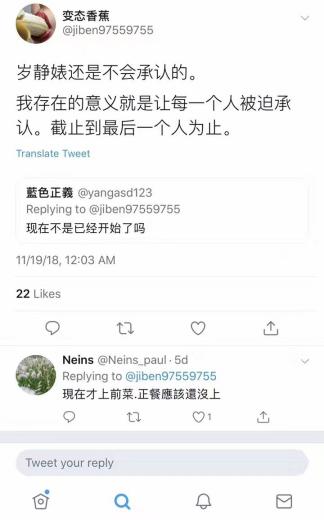 变态香蕉
@jiben97559755
岁静婊还是不会承认的。
我存在的意义就是让每一个人被迫承
认。截止到最后一个人为止。
Translate Tweet
藍色正義 @yangasd123
Replying to @jiben97559755
现在不是已经开始了吗
11/19/18, 12:03 AM
22 Likes
Neins @Neins_paul · 5d
Replying to @jiben97559755
現在才上前菜.正餐應該還沒上
1
Tweet your reply